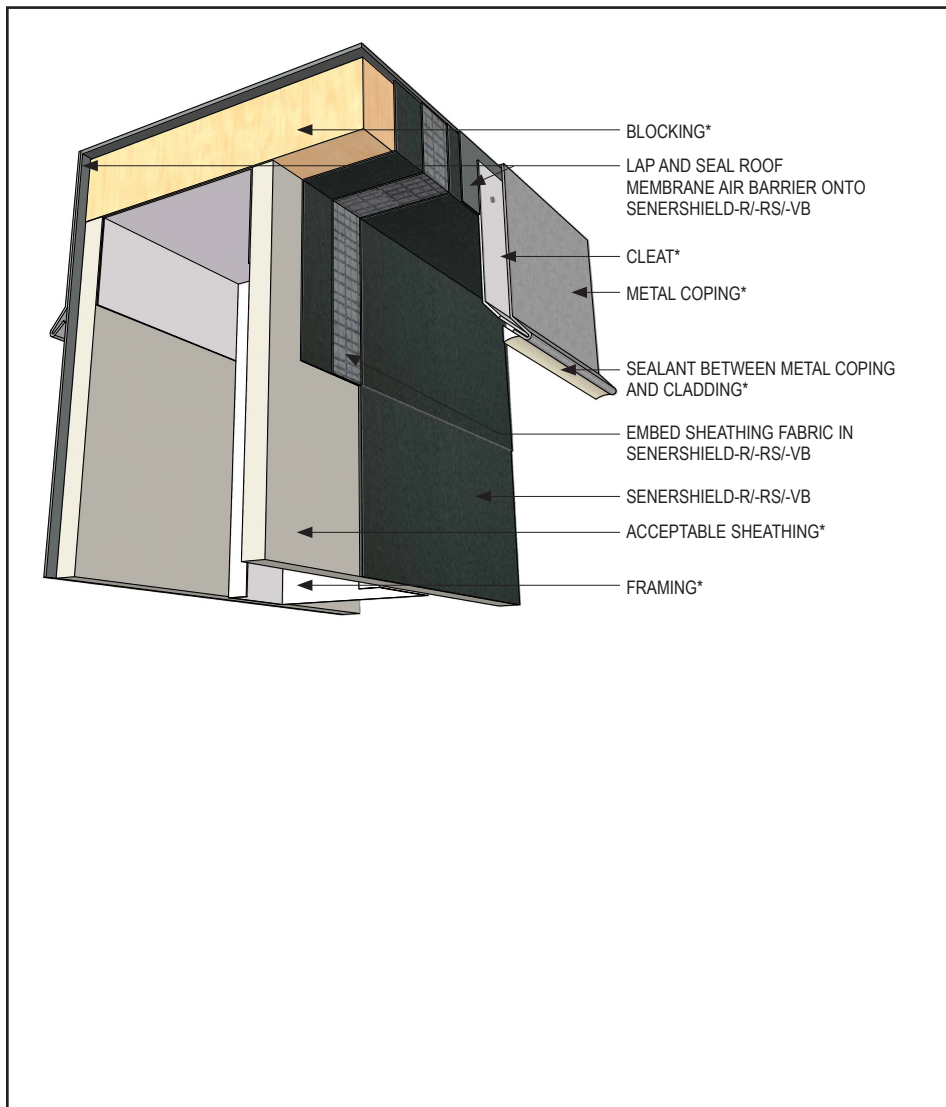 BLOCKING*
LAP AND SEAL ROOF
MEMBRANE AIR BARRIER ONTO
SENERSHIELD-R/-RS/-VB
CLEAT*
METAL COPING*
SEALANT BETWEEN METAL COPING
AND CLADDING*
EMBED SHEATHING FABRIC IN
SENERSHIELD-R/-RS/-VB
SENERSHIELD-R/-RS/-VB
ACCEPTABLE SHEATHING*
FRAMING*